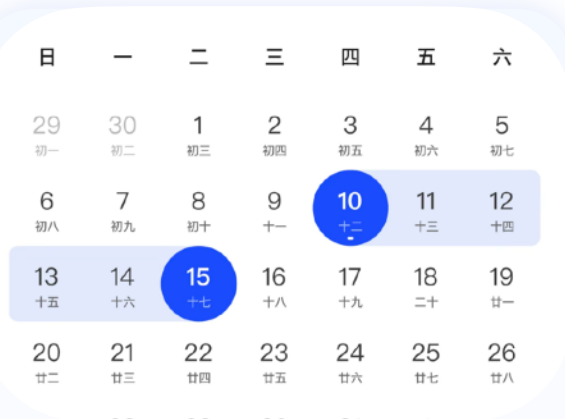 日 一 二 三 四 五 六
29 30 1 2 3 4 5
初一 初二 初三 初四 初五 初六 初七
6 7 8 9 10 11 12
初八 初九 初十 十一 十二 十三 十四
13 14 15 16 17 18 19
十五 十六 十七 十八 十九 二十 廿一
20 21 22 23 24 25 26
廿二 廿三 廿四 廿五 廿六 廿七 廿八